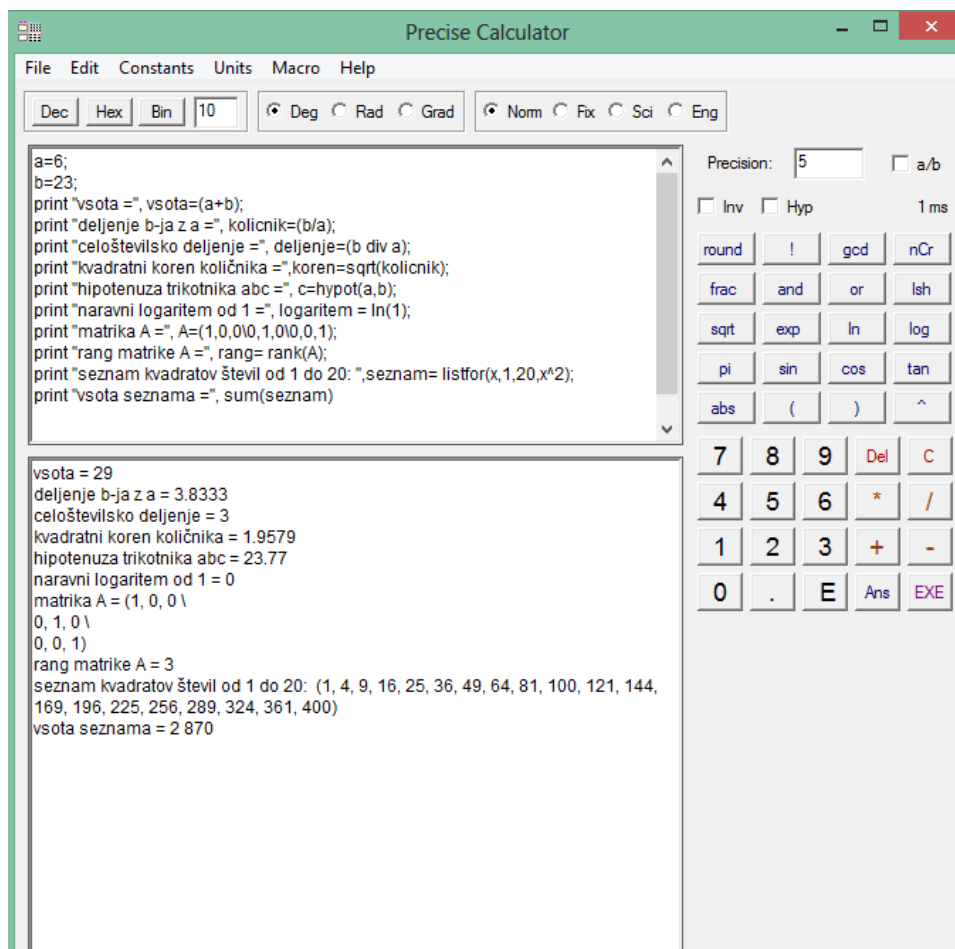 Precise Calculator
File Edit Constants Units Macro Help
Dec Hex Bin 10 Deg Rad Grad Norm Fix Sci Eng
a=6;
b=23;
print "vsota =", vsota=(a+b);
print "deljenje b-ja z a =", kolicnik=(b/a);
print "celoštevilsko deljenje =", deljenje=(b div a);
print "kvadratni koren količnika =",koren=sqrt(kolicnik);
print "hipotenuza trikotnika abc =", c=hypot(a,b);
print "naravni logaritem od 1 =", logaritem = ln(1);
print "matrika A =", A=(1,0,0\0,1,0\0,0,1);
print "rang matrike A =", rang= rank(A);
print "seznam kvadratov števil od 1 do 20: ",seznam= listfor(x,1,20,x^2);
print "vsota seznama =", sum(seznam)
vsota = 29
deljenje b-ja z a = 3.8333
celoštevilsko deljenje = 3
kvadratni koren količnika = 1.9579
hipotenuza trikotnika abc = 23.77
naravni logaritem od 1 = 0
matrika A = (1, 0, 0 \
0, 1, 0 \
0, 0, 1)
rang matrike A = 3
seznam kvadratov števil od 1 do 20:  (1, 4, 9, 16, 25, 36, 49, 64, 81, 100, 121, 144,
169, 196, 225, 256, 289, 324, 361, 400)
vsota seznama = 2 870
Precision: 5 a/b
Inv Hyp 1 ms
round ! gcd nCr
frac and or lsh
sqrt exp ln log
pi sin cos tan
abs ( ) ^
7 8 9 Del C
4 5 6 * /
1 2 3 + -
0 . E Ans EXE